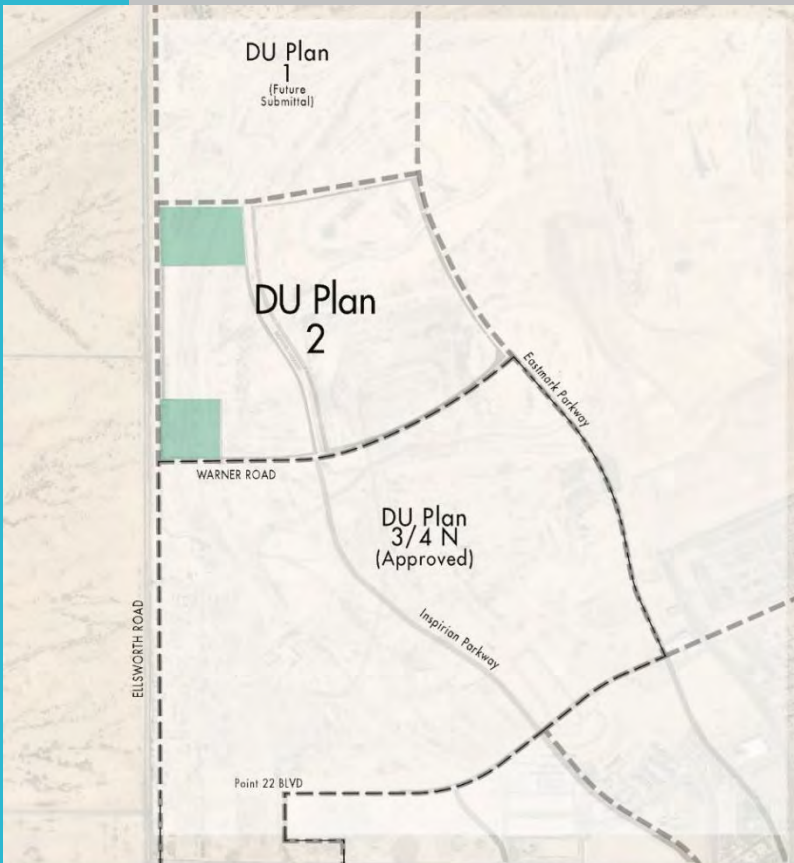 DU Plan
1
(Future
Submittal)
DU Plan
2
Eastmark Parkway
WARNER ROAD
DU Plan
3/4 N
(Approved)
ELLSWORTH ROAD
Inspirian Parkway
Point 22 BLVD